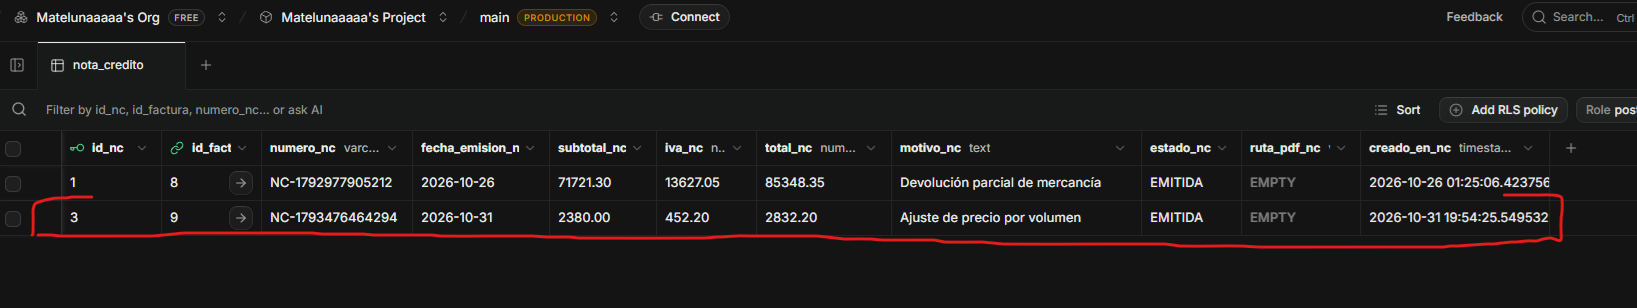 Matelunaaaaa's Org FREE / Matelunaaaaa's Project / main PRODUCTION Connect Feedback Search... Ctrl
nota_credito
Filter by id_nc, id_factura, numero_nc... or ask AI Sort Add RLS policy Role post
id_nc id_fact numero_nc varc... fecha_emision_n subtotal_nc iva_nc n... total_nc num... motivo_nc text estado_nc ruta_pdf_nc creado_en_nc timesta...
1 8 NC-1792977905212 2026-10-26 71721.30 13627.05 85348.35 Devolución parcial de mercancía EMITIDA EMPTY 2026-10-26 01:25:06.423756
3 9 NC-1793476464294 2026-10-31 2380.00 452.20 2832.20 Ajuste de precio por volumen EMITIDA EMPTY 2026-10-31 19:54:25.549532